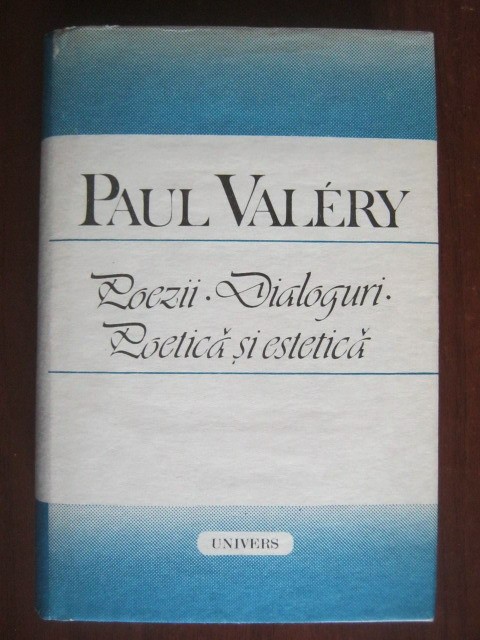 PAUL VALÉRY
Poezii · Dialoguri ·
Poetică și estetică
UNIVERS